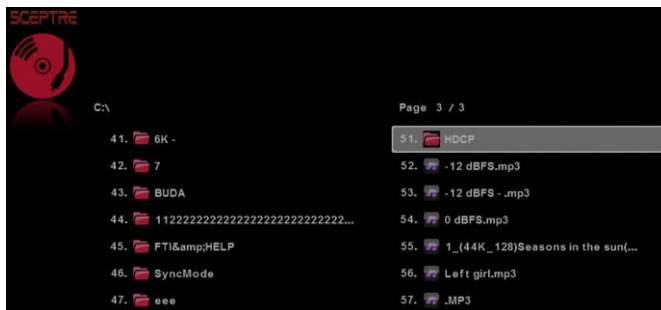 SCEPTRE
C:\
Page 3 / 3
41. 6K -
42. 7
43. BUDA
44. 1122222222222222222222222222...
45. FTI&amp;HELP
46. SyncMode
47. eee
51. HDCP
52. -12 dBFS.mp3
53. -12 dBFS - .mp3
54. 0 dBFS.mp3
55. 1_(44K_128)Seasons in the sun(...
56. Left girl.mp3
57. .MP3